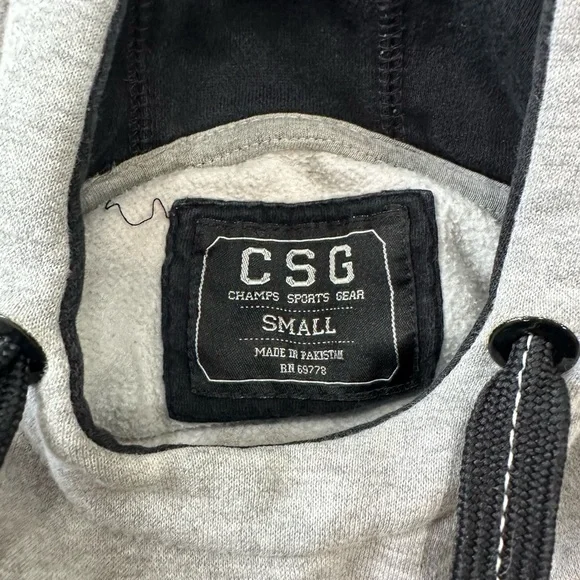 CSG
CHAMPS SPORTS GEAR
SMALL
MADE IN PAKISTAN
RN 69778